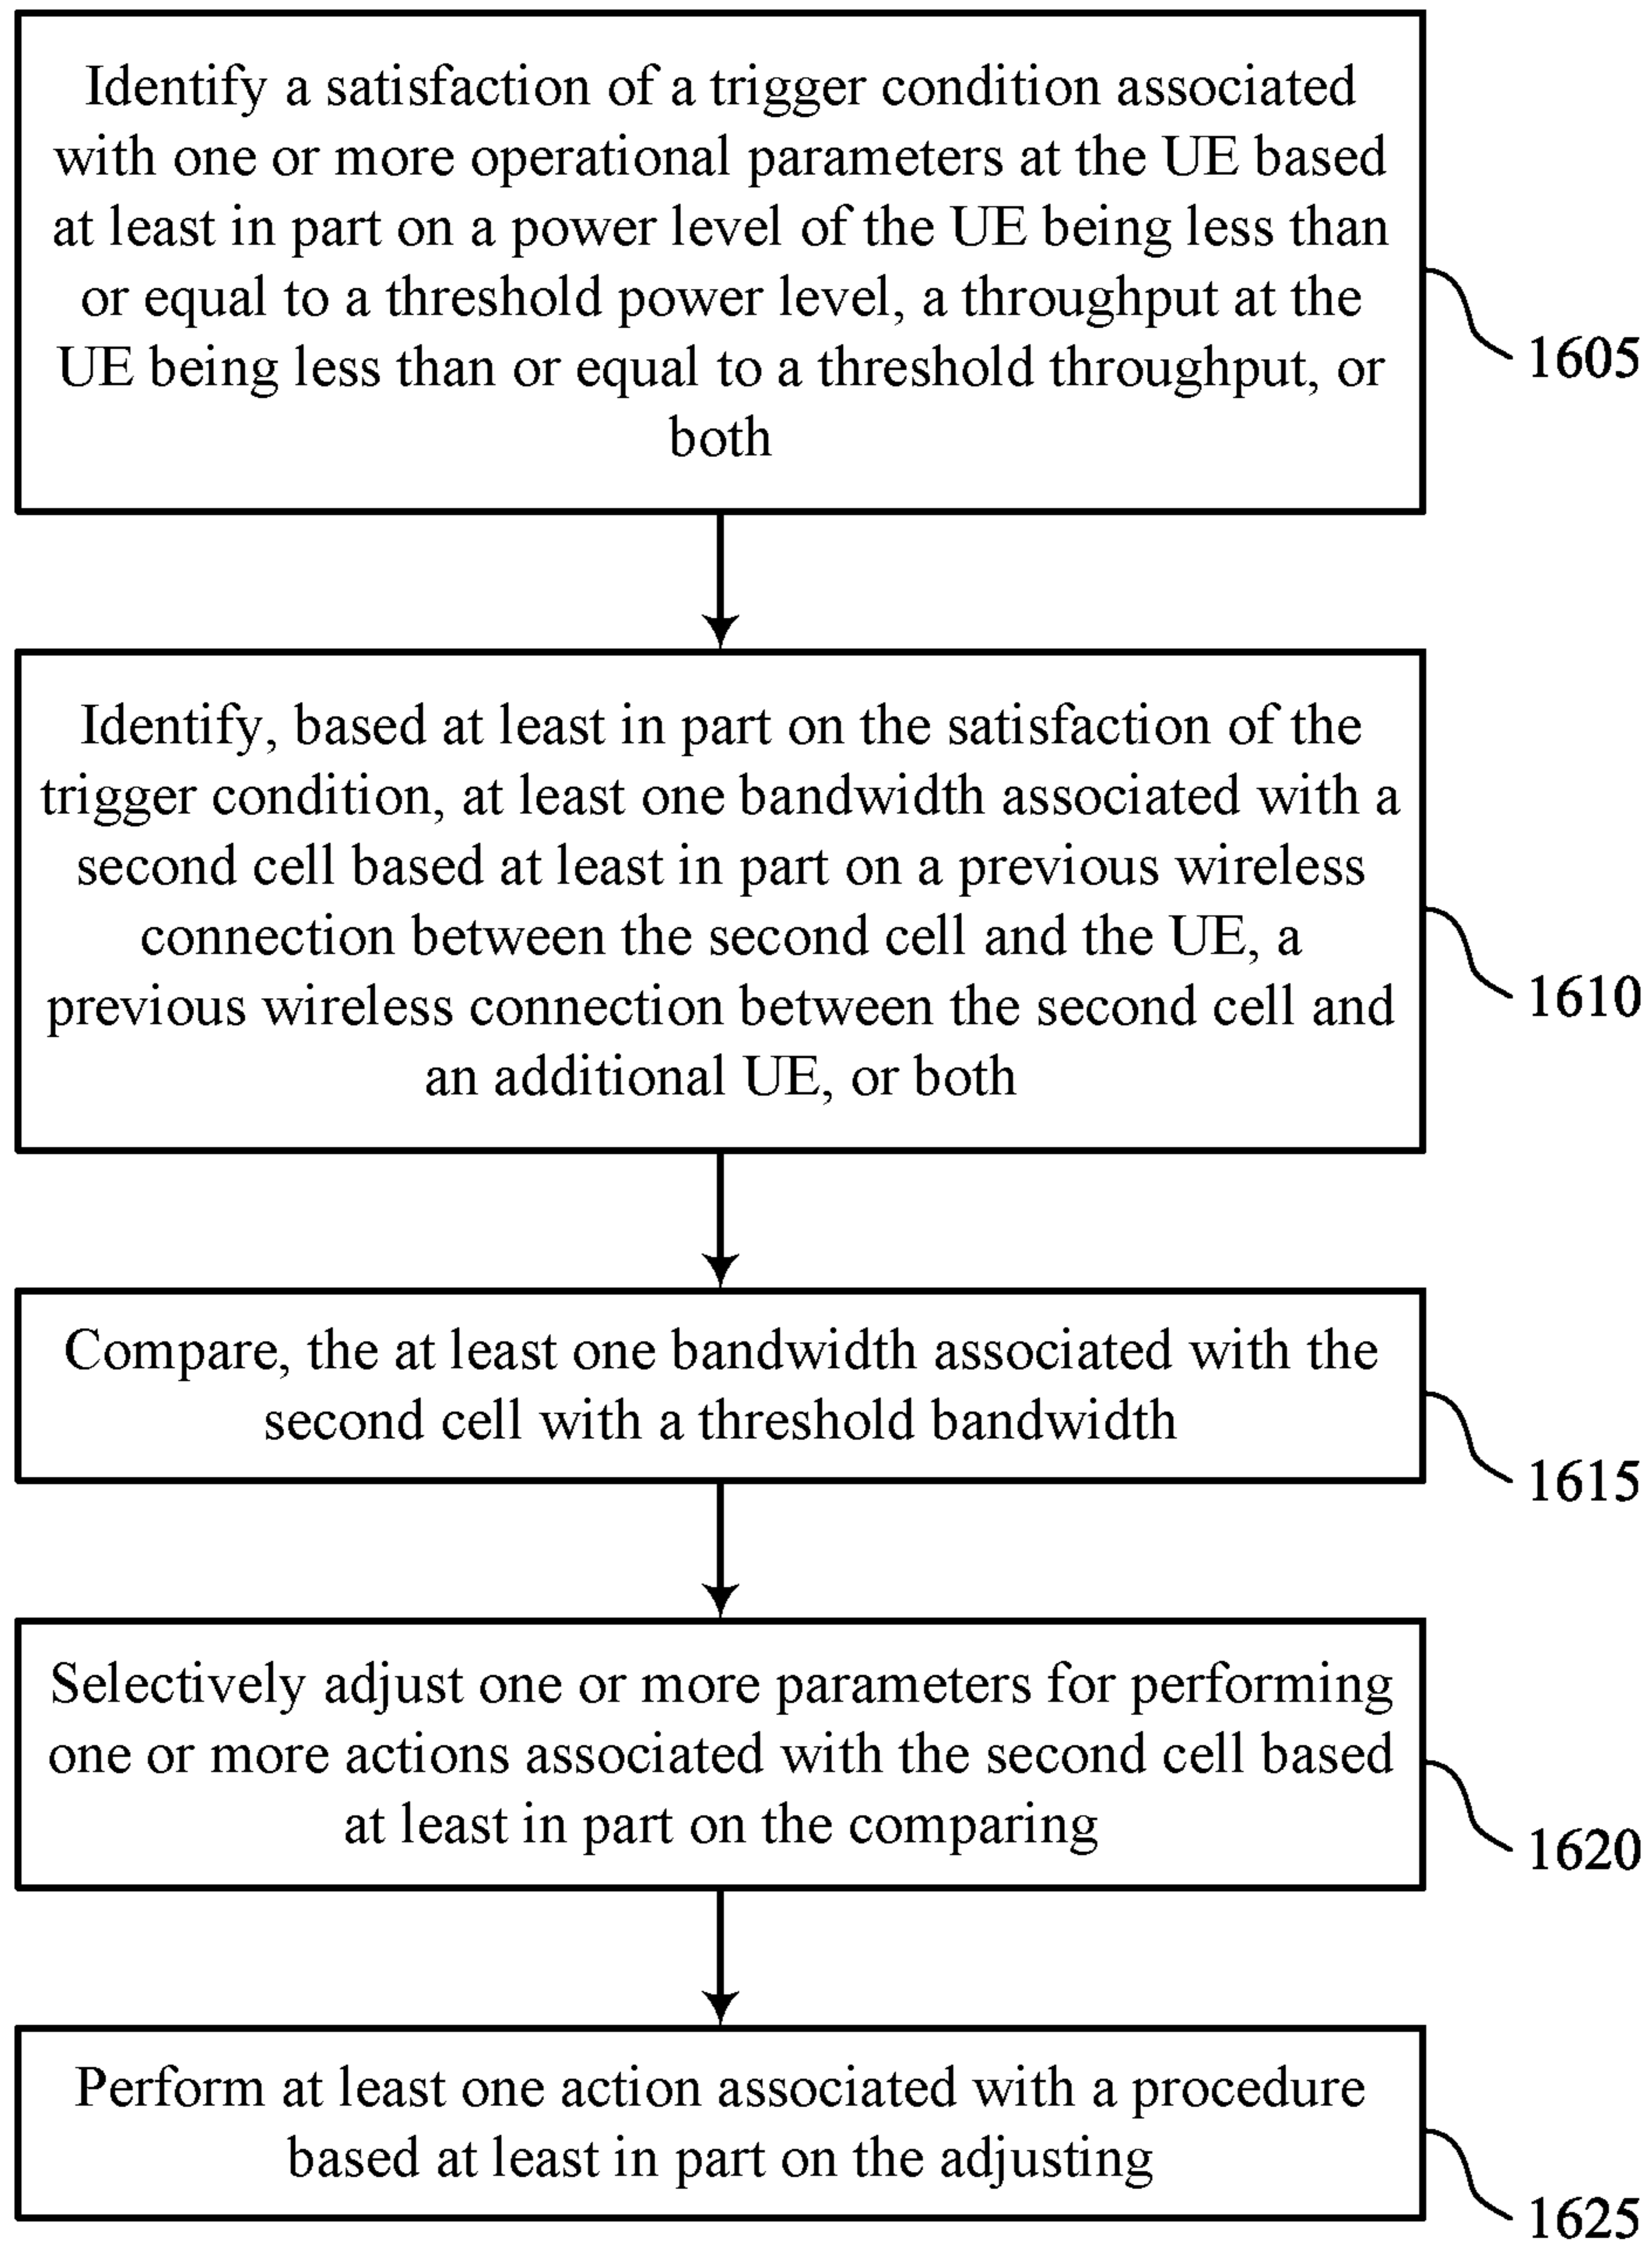 Identify a satisfaction of a trigger condition associated
with one or more operational parameters at the UE based
at least in part on a power level of the UE being less than
or equal to a threshold power level, a throughput at the
UE being less than or equal to a threshold throughput, or
both
1605
Identify, based at least in part on the satisfaction of the
trigger condition, at least one bandwidth associated with a
second cell based at least in part on a previous wireless
connection between the second cell and the UE, a
previous wireless connection between the second cell and
an additional UE, or both
1610
Compare, the at least one bandwidth associated with the
second cell with a threshold bandwidth
1615
Selectively adjust one or more parameters for performing
one or more actions associated with the second cell based
at least in part on the comparing
1620
Perform at least one action associated with a procedure
based at least in part on the adjusting
1625